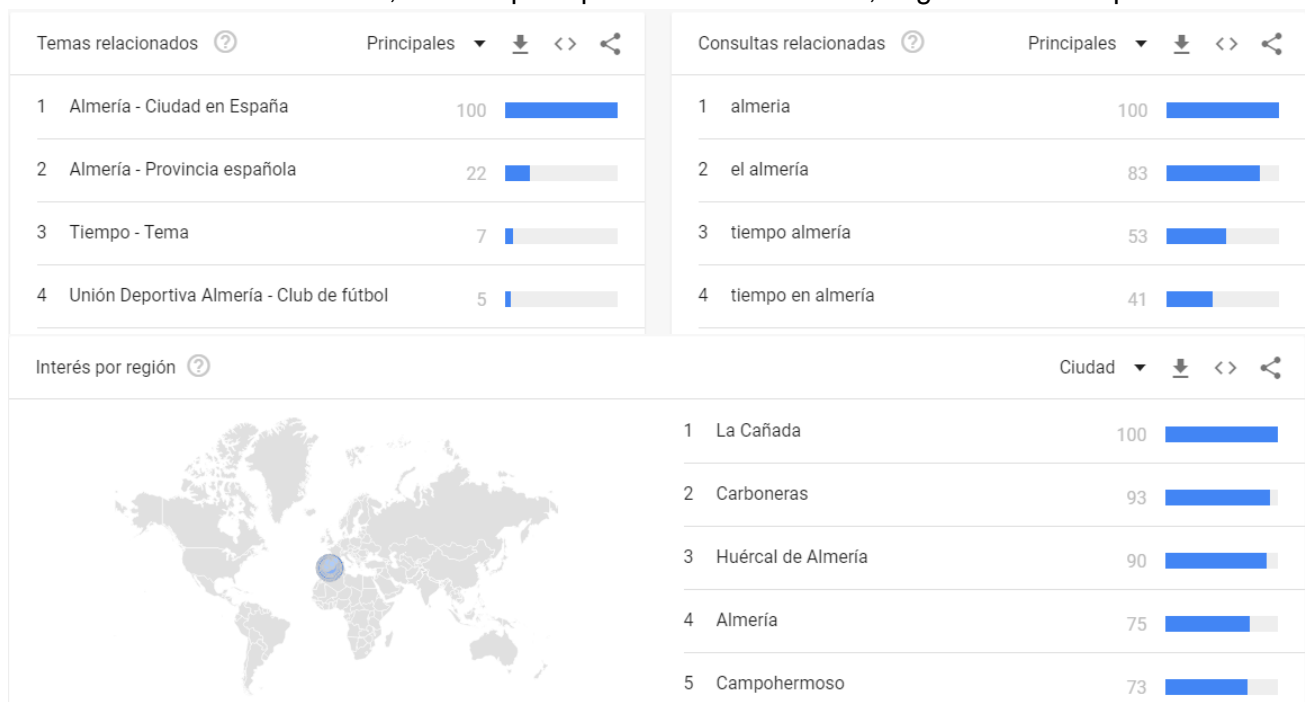 Temas relacionados ? Principales
1 Almería - Ciudad en España 100
2 Almería - Provincia española 22
3 Tiempo - Tema 7
4 Unión Deportiva Almería - Club de fútbol 5
Consultas relacionadas ? Principales
1 almeria 100
2 el almería 83
3 tiempo almería 53
4 tiempo en almería 41
Interés por región ? Ciudad
1 La Cañada 100
2 Carboneras 93
3 Huércal de Almería 90
4 Almería 75
5 Campohermoso 73